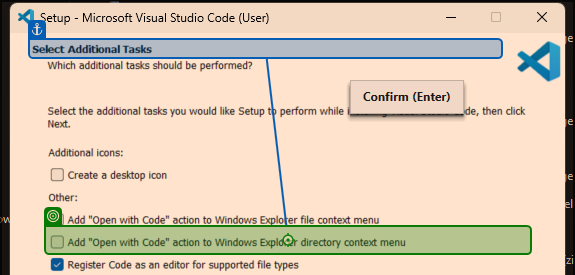 Setup - Microsoft Visual Studio Code (User)
Select Additional Tasks
Which additional tasks should be performed?
Confirm (Enter)
Select the additional tasks you would like Setup to perform while Code, then click
Next.
Additional icons:
Create a desktop icon
Other:
Add "Open with Code" action to Windows Explorer file context menu
Add "Open with Code" action to Windows Explorer directory context menu
Register Code as an editor for supported file types